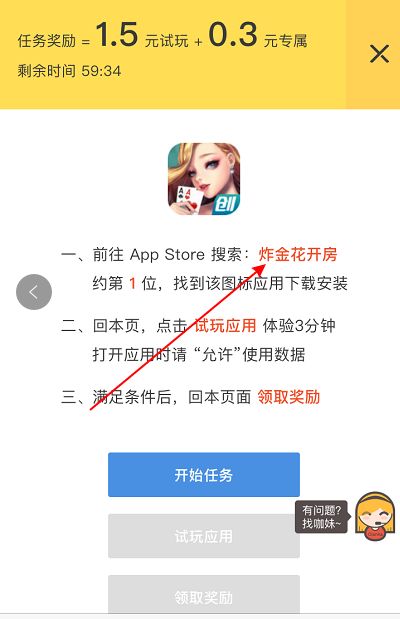 任务奖励 = 1.5 元试玩 + 0.3 元专属
剩余时间 59:34
创
一、前往 App Store 搜索：炸金花开房
约第 1 位，找到该图标应用下载安装
二、回本页，点击 试玩应用 体验3分钟
打开应用时请 “允许”使用数据
三、满足条件后，回本页面 领取奖励
开始任务
有问题?
找咖妹~
试玩应用
领取奖励